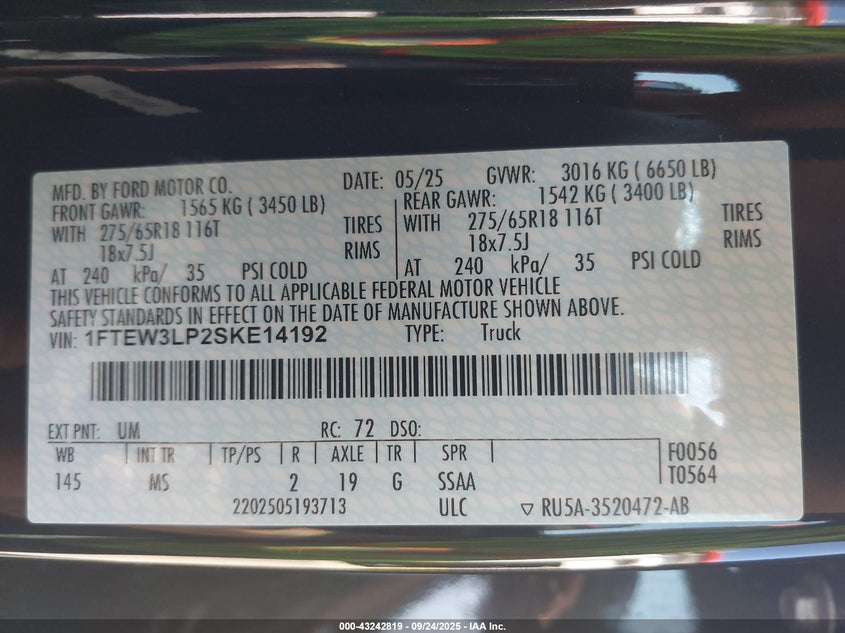 MFD. BY FORD MOTOR CO. DATE: 05/25 GVWR: 3016 KG ( 6650 LB)
FRONT GAWR: 1565 KG ( 3450 LB) REAR GAWR: 1542 KG ( 3400 LB)
WITH 275/65R18 116T TIRES WITH 275/65R18 116T TIRES
18x7.5J RIMS 18x7.5J RIMS
AT 240 kPa/ 35 PSI COLD AT 240 kPa/ 35 PSI COLD
THIS VEHICLE CONFORMS TO ALL APPLICABLE FEDERAL MOTOR VEHICLE
SAFETY STANDARDS IN EFFECT ON THE DATE OF MANUFACTURE SHOWN ABOVE.
VIN: 1FTEW3LP2SKE14192 TYPE: Truck
EXT PNT: UM RC: 72 DSO:
WB INT TR TP/PS R AXLE TR SPR F0056
145 MS 2 19 G SSAA T0564
2202505193713 ULC ▽ RU5A-3520472-AB
000-43242819 - 09/24/2025 - Copyright © 2025 IAA, Inc.